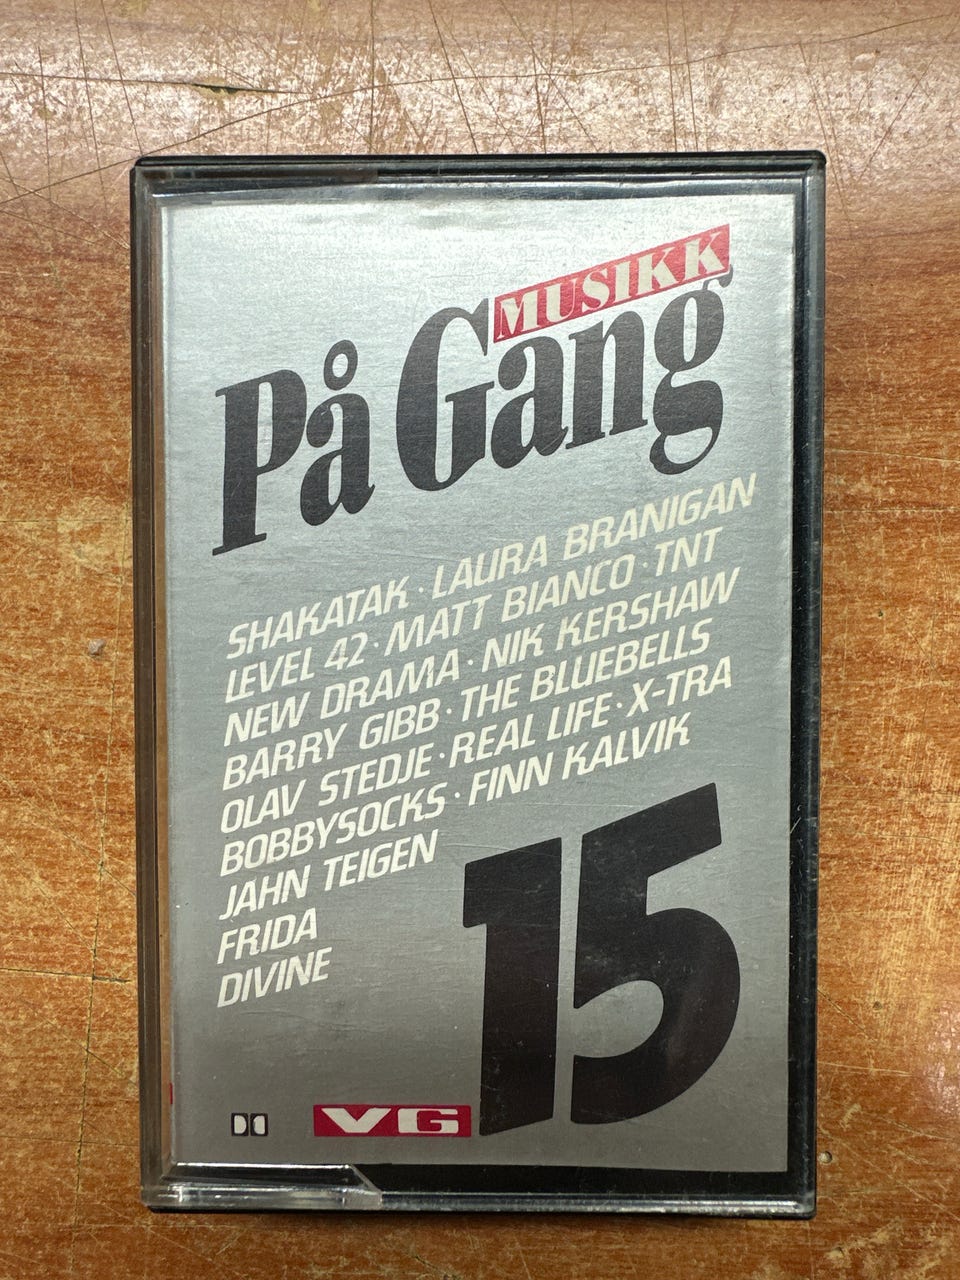 MUSIKK
På Gang
SHAKATAK · LAURA BRANIGAN
LEVEL 42 · MATT BIANCO · TNT
NEW DRAMA · NIK KERSHAW
BARRY GIBB · THE BLUEBELLS
OLAV STEDJE · REAL LIFE · X-TRA
BOBBYSOCKS · FINN KALVIK
JAHN TEIGEN
FRIDA
DIVINE
15
VG